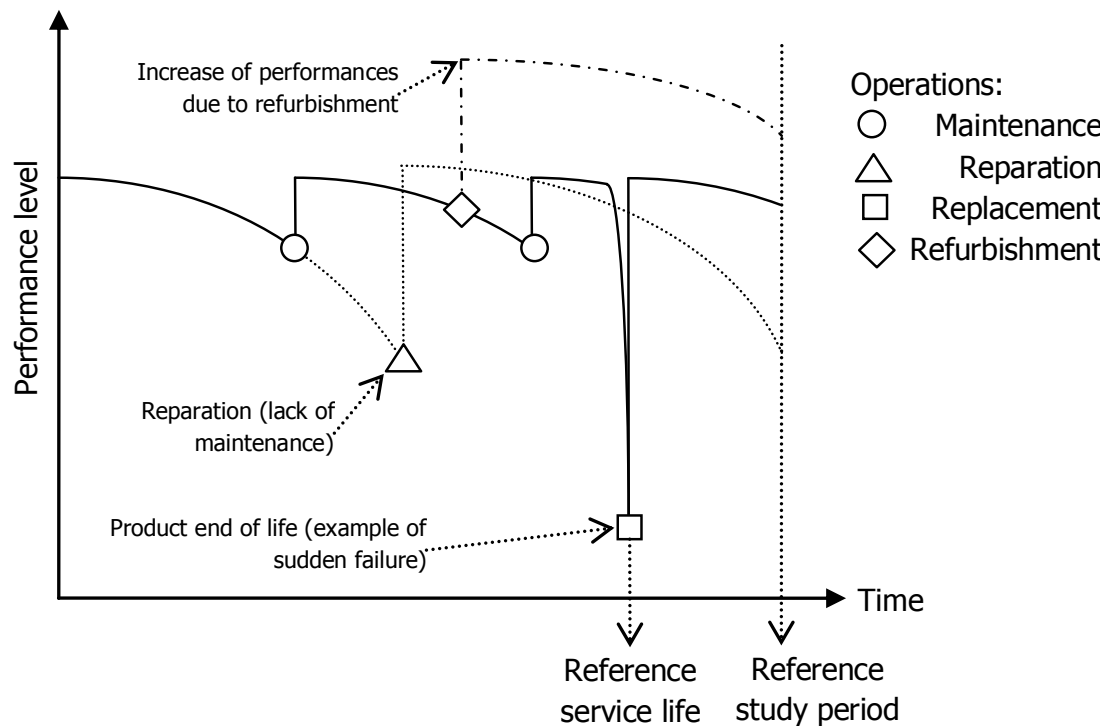 Increase of performances
due to refurbishment
Operations:
Maintenance
Reparation
Replacement
Refurbishment
Performance level
Reparation (lack of
maintenance)
Product end of life (example of
sudden failure)
Time
Reference
service life
Reference
study period